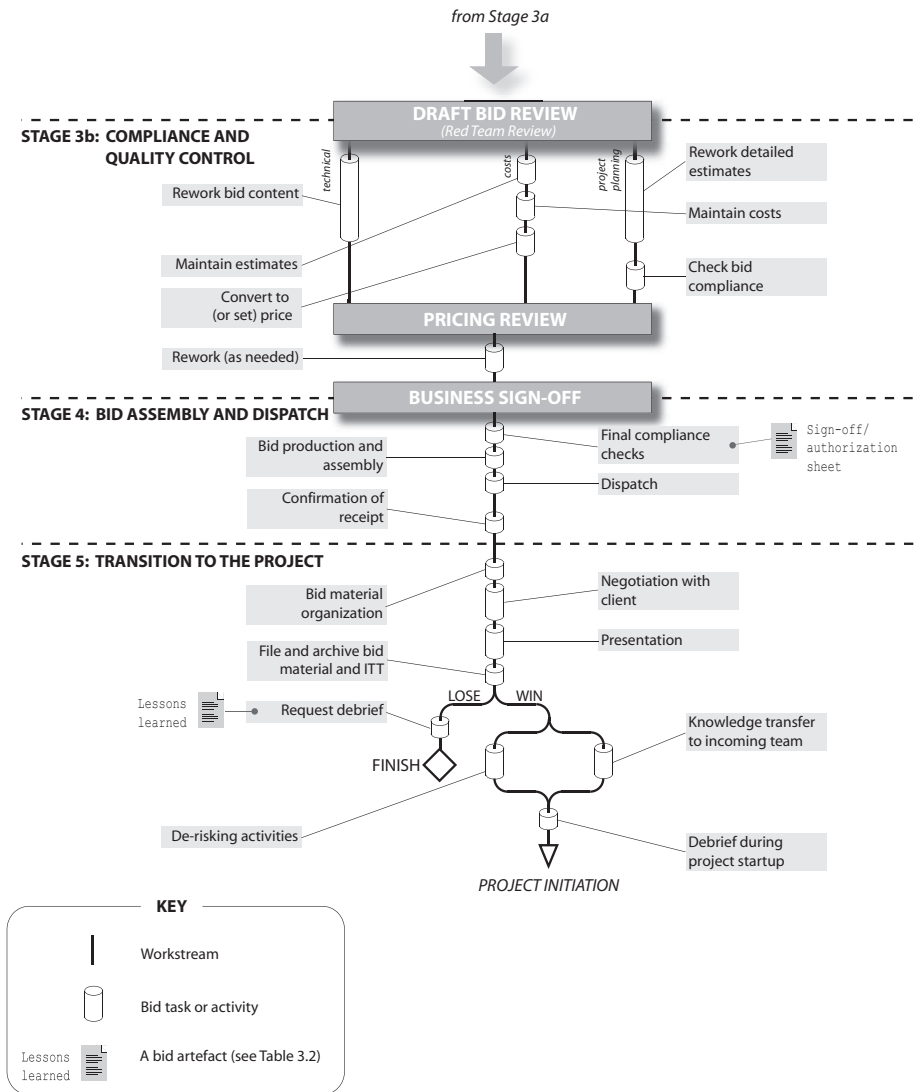 from Stage 3a
DRAFT BID REVIEW
(Red Team Review)
STAGE 3b: COMPLIANCE AND
QUALITY CONTROL
technical
costs
project
planning
Rework detailed
estimates
Rework bid content
Maintain costs
Maintain estimates
Check bid
compliance
Convert to
(or set) price
PRICING REVIEW
Rework (as needed)
BUSINESS SIGN-OFF
STAGE 4: BID ASSEMBLY AND DISPATCH
Final compliance
checks
Sign-off/
authorization
sheet
Bid production and
assembly
Dispatch
Confirmation of
receipt
STAGE 5: TRANSITION TO THE PROJECT
Bid material
organization
Negotiation with
client
Presentation
File and archive bid
material and ITT
LOSE
WIN
Lessons
learned
Request debrief
Knowledge transfer
to incoming team
FINISH
De-risking activities
Debrief during
project startup
PROJECT INITIATION
KEY
Workstream
Bid task or activity
Lessons
learned
A bid artefact (see Table 3.2)